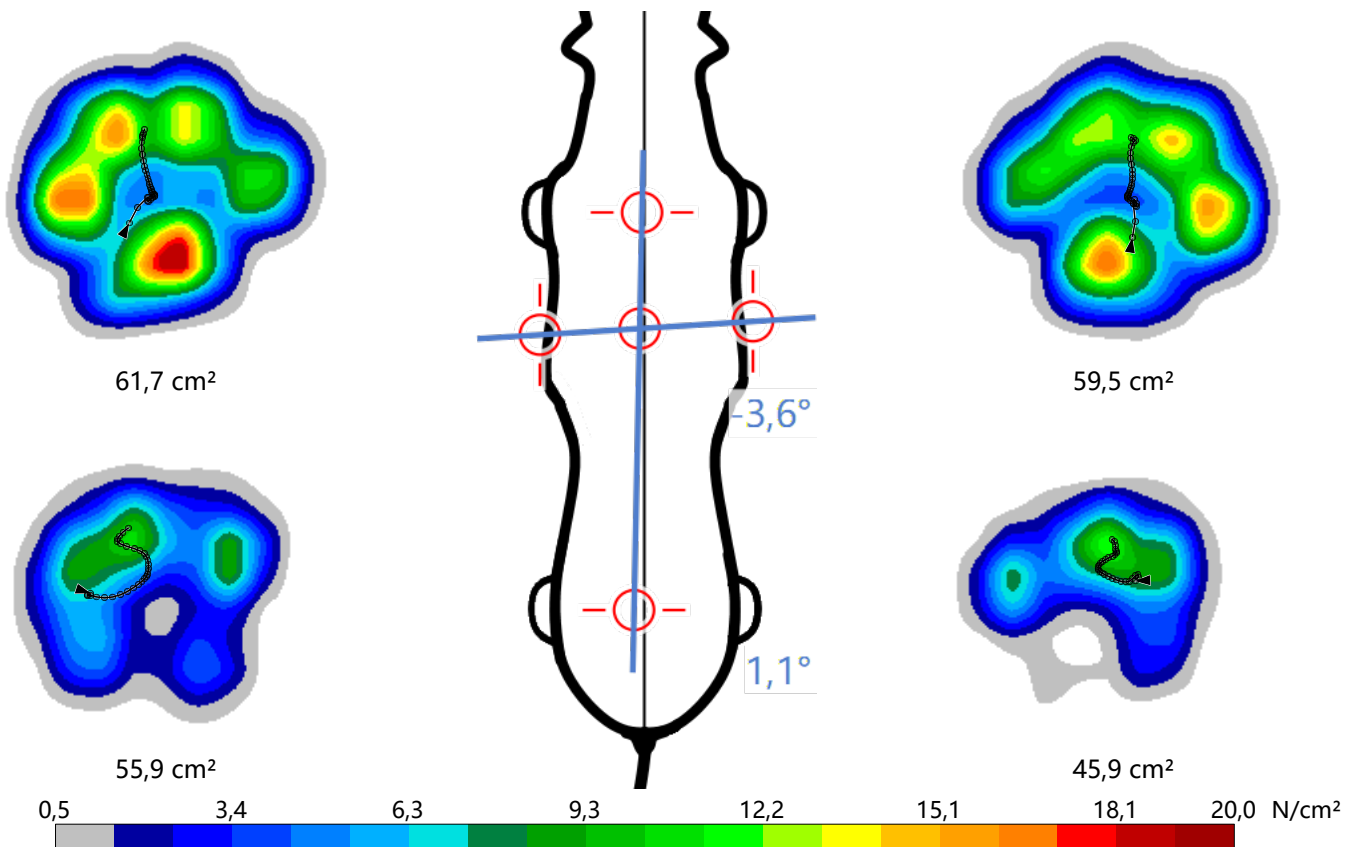 61,7 cm²
59,5 cm²
-3,6°
1,1°
55,9 cm²
45,9 cm²
0,5 3,4 6,3 9,3 12,2 15,1 18,1 20,0 N/cm²